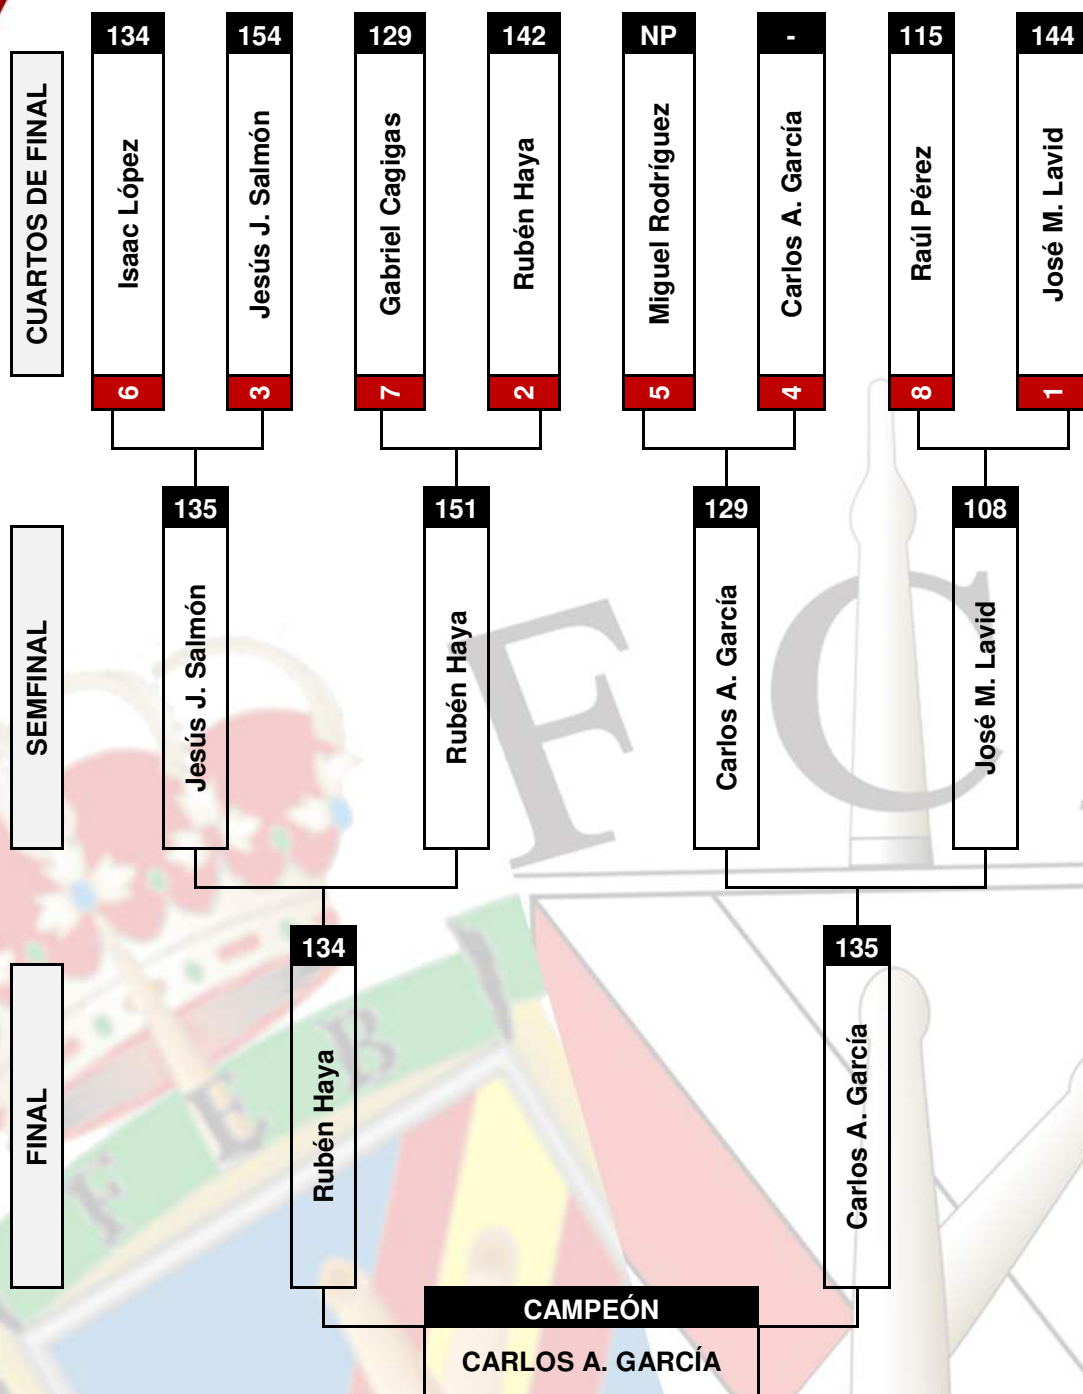 134 154 129 142 NP - 115 144
CUARTOS DE FINAL
Isaac López
Jesús J. Salmón
Gabriel Cagigas
Rubén Haya
Miguel Rodríguez
Carlos A. García
Raúl Pérez
José M. Lavid
6 3 7 2 5 4 8 1
135 151 129 108
SEMFINAL
Jesús J. Salmón
Rubén Haya
Carlos A. García
José M. Lavid
F C
134 135
FINAL
Rubén Haya
Carlos A. García
F E B
CAMPEÓN
CARLOS A. GARCÍA